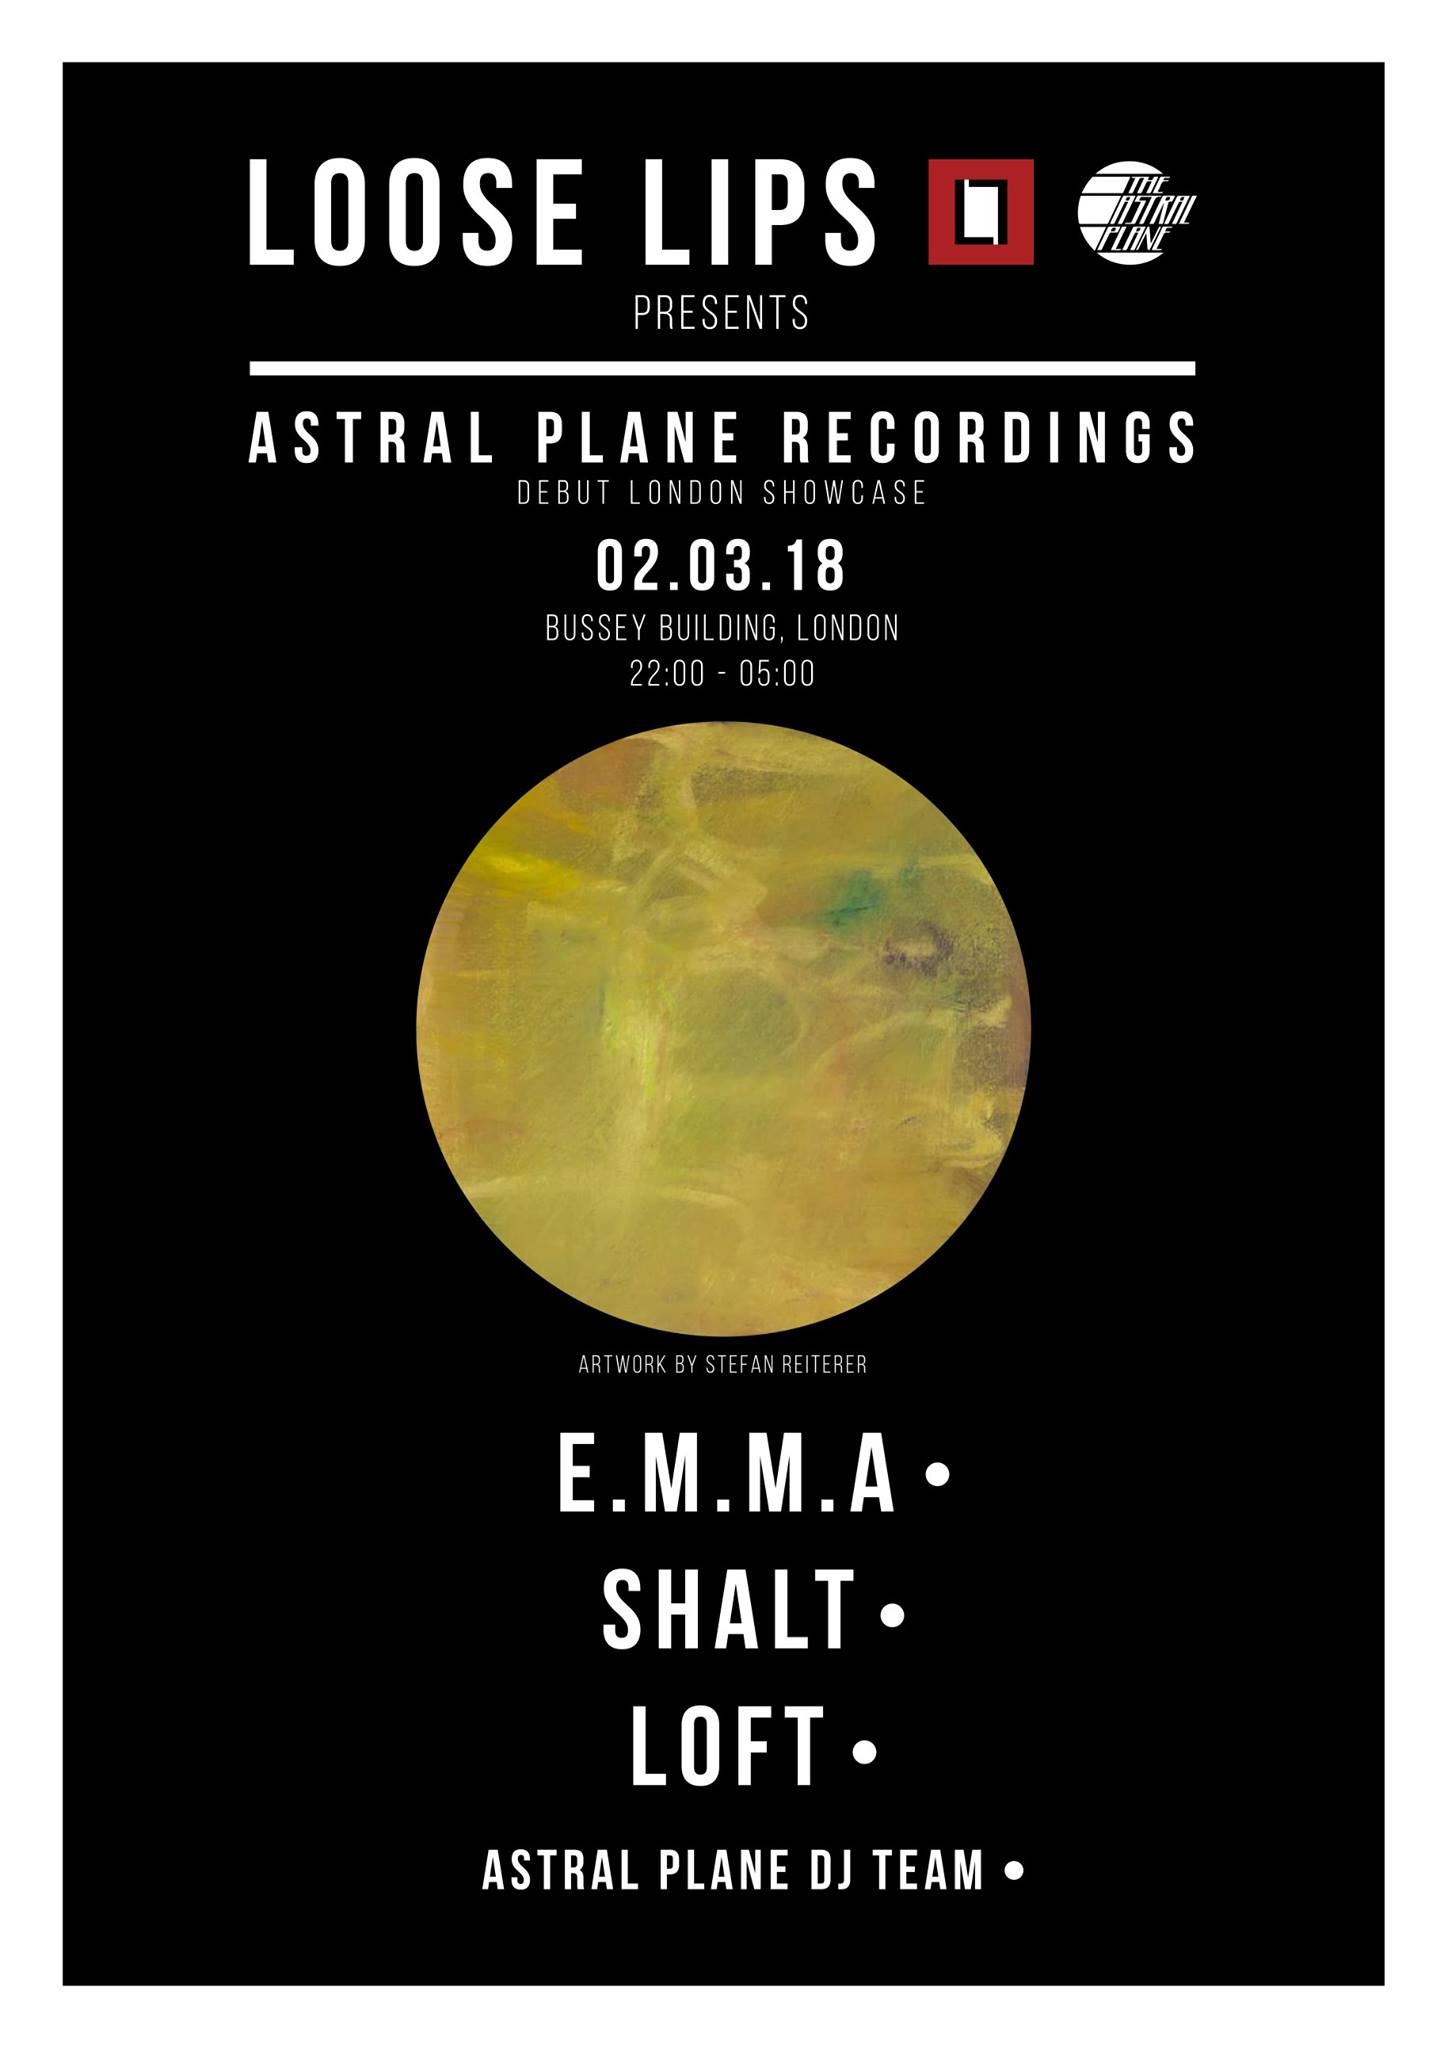 LOOSE LIPS
THE
ASTRAL
PLANE
PRESENTS
ASTRAL PLANE RECORDINGS
DEBUT LONDON SHOWCASE
02.03.18
BUSSEY BUILDING, LONDON
22:00 - 05:00
ARTWORK BY STEFAN REITERER
E.M.M.A •
SHALT •
LOFT •
ASTRAL PLANE DJ TEAM •